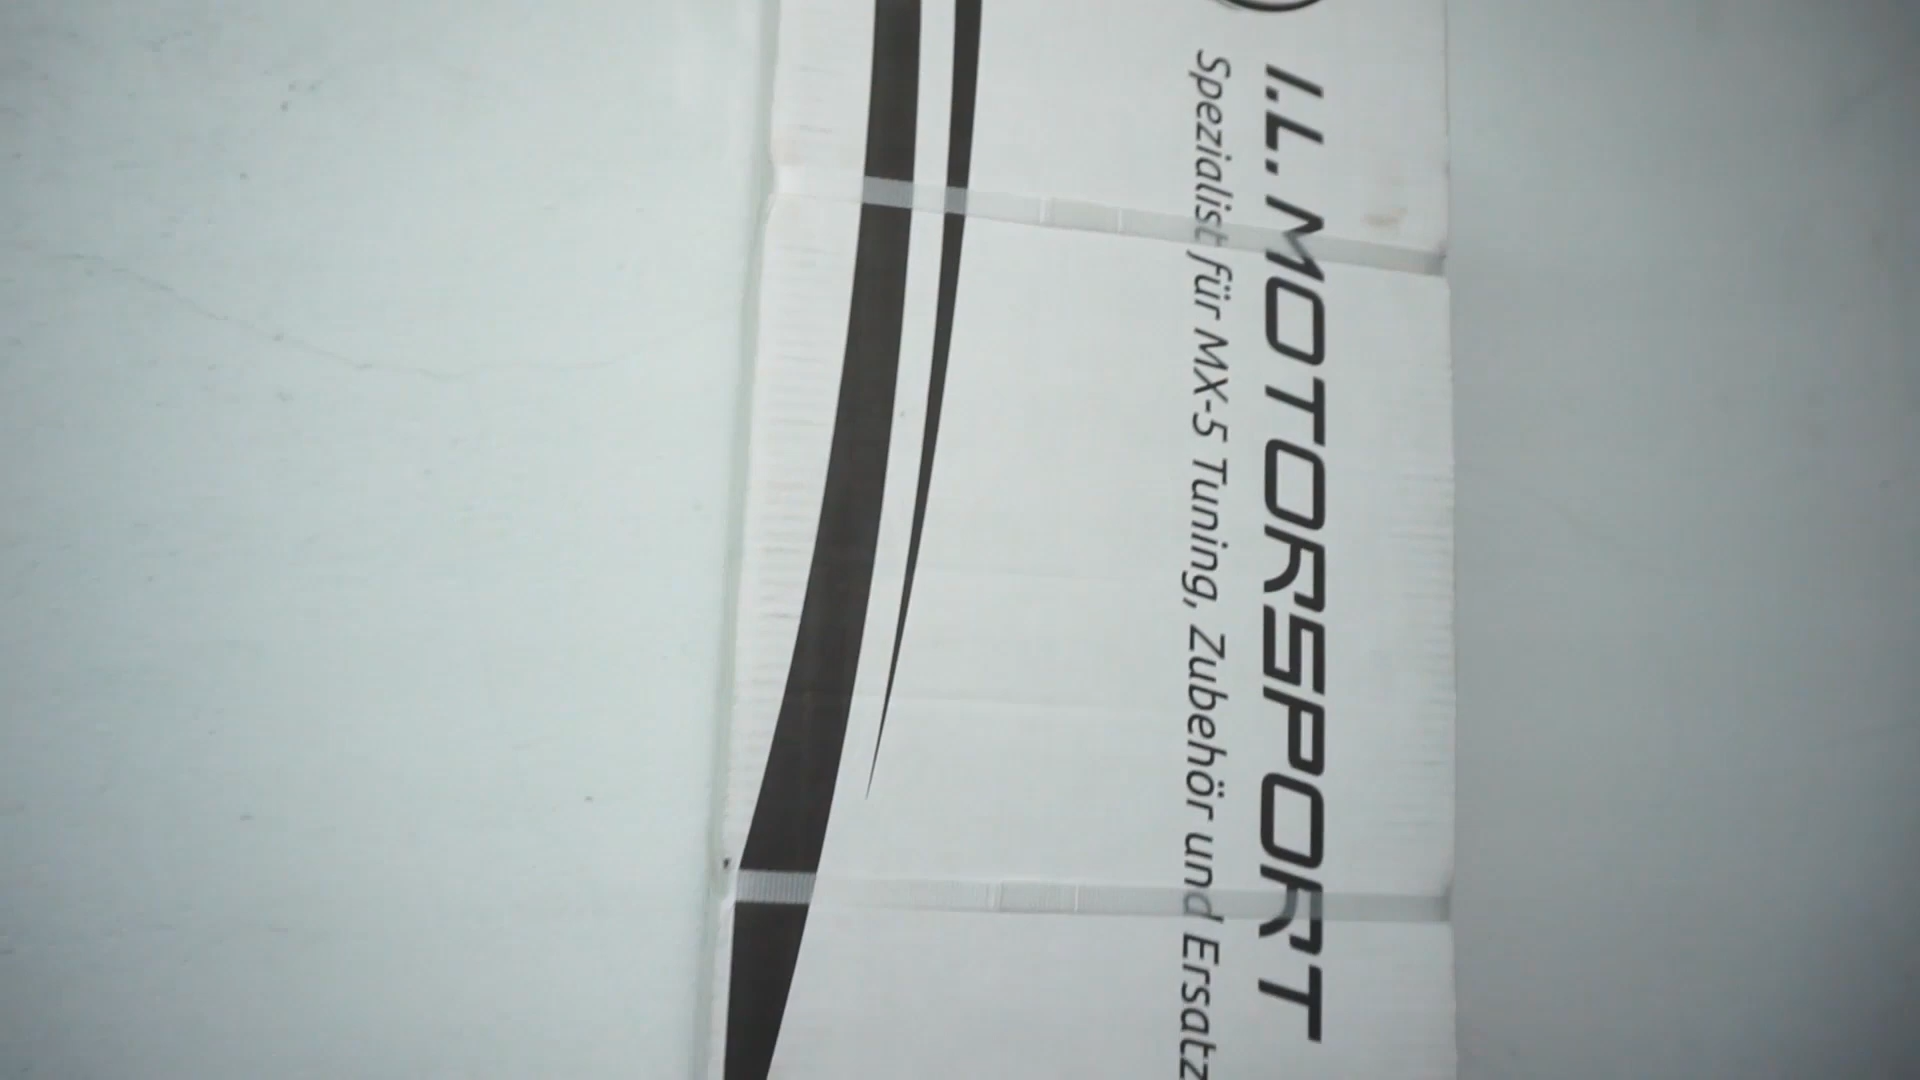 I.L. MOTORSPORT
Spezialist für MX-5 Tuning, Zubehör und Ersatz